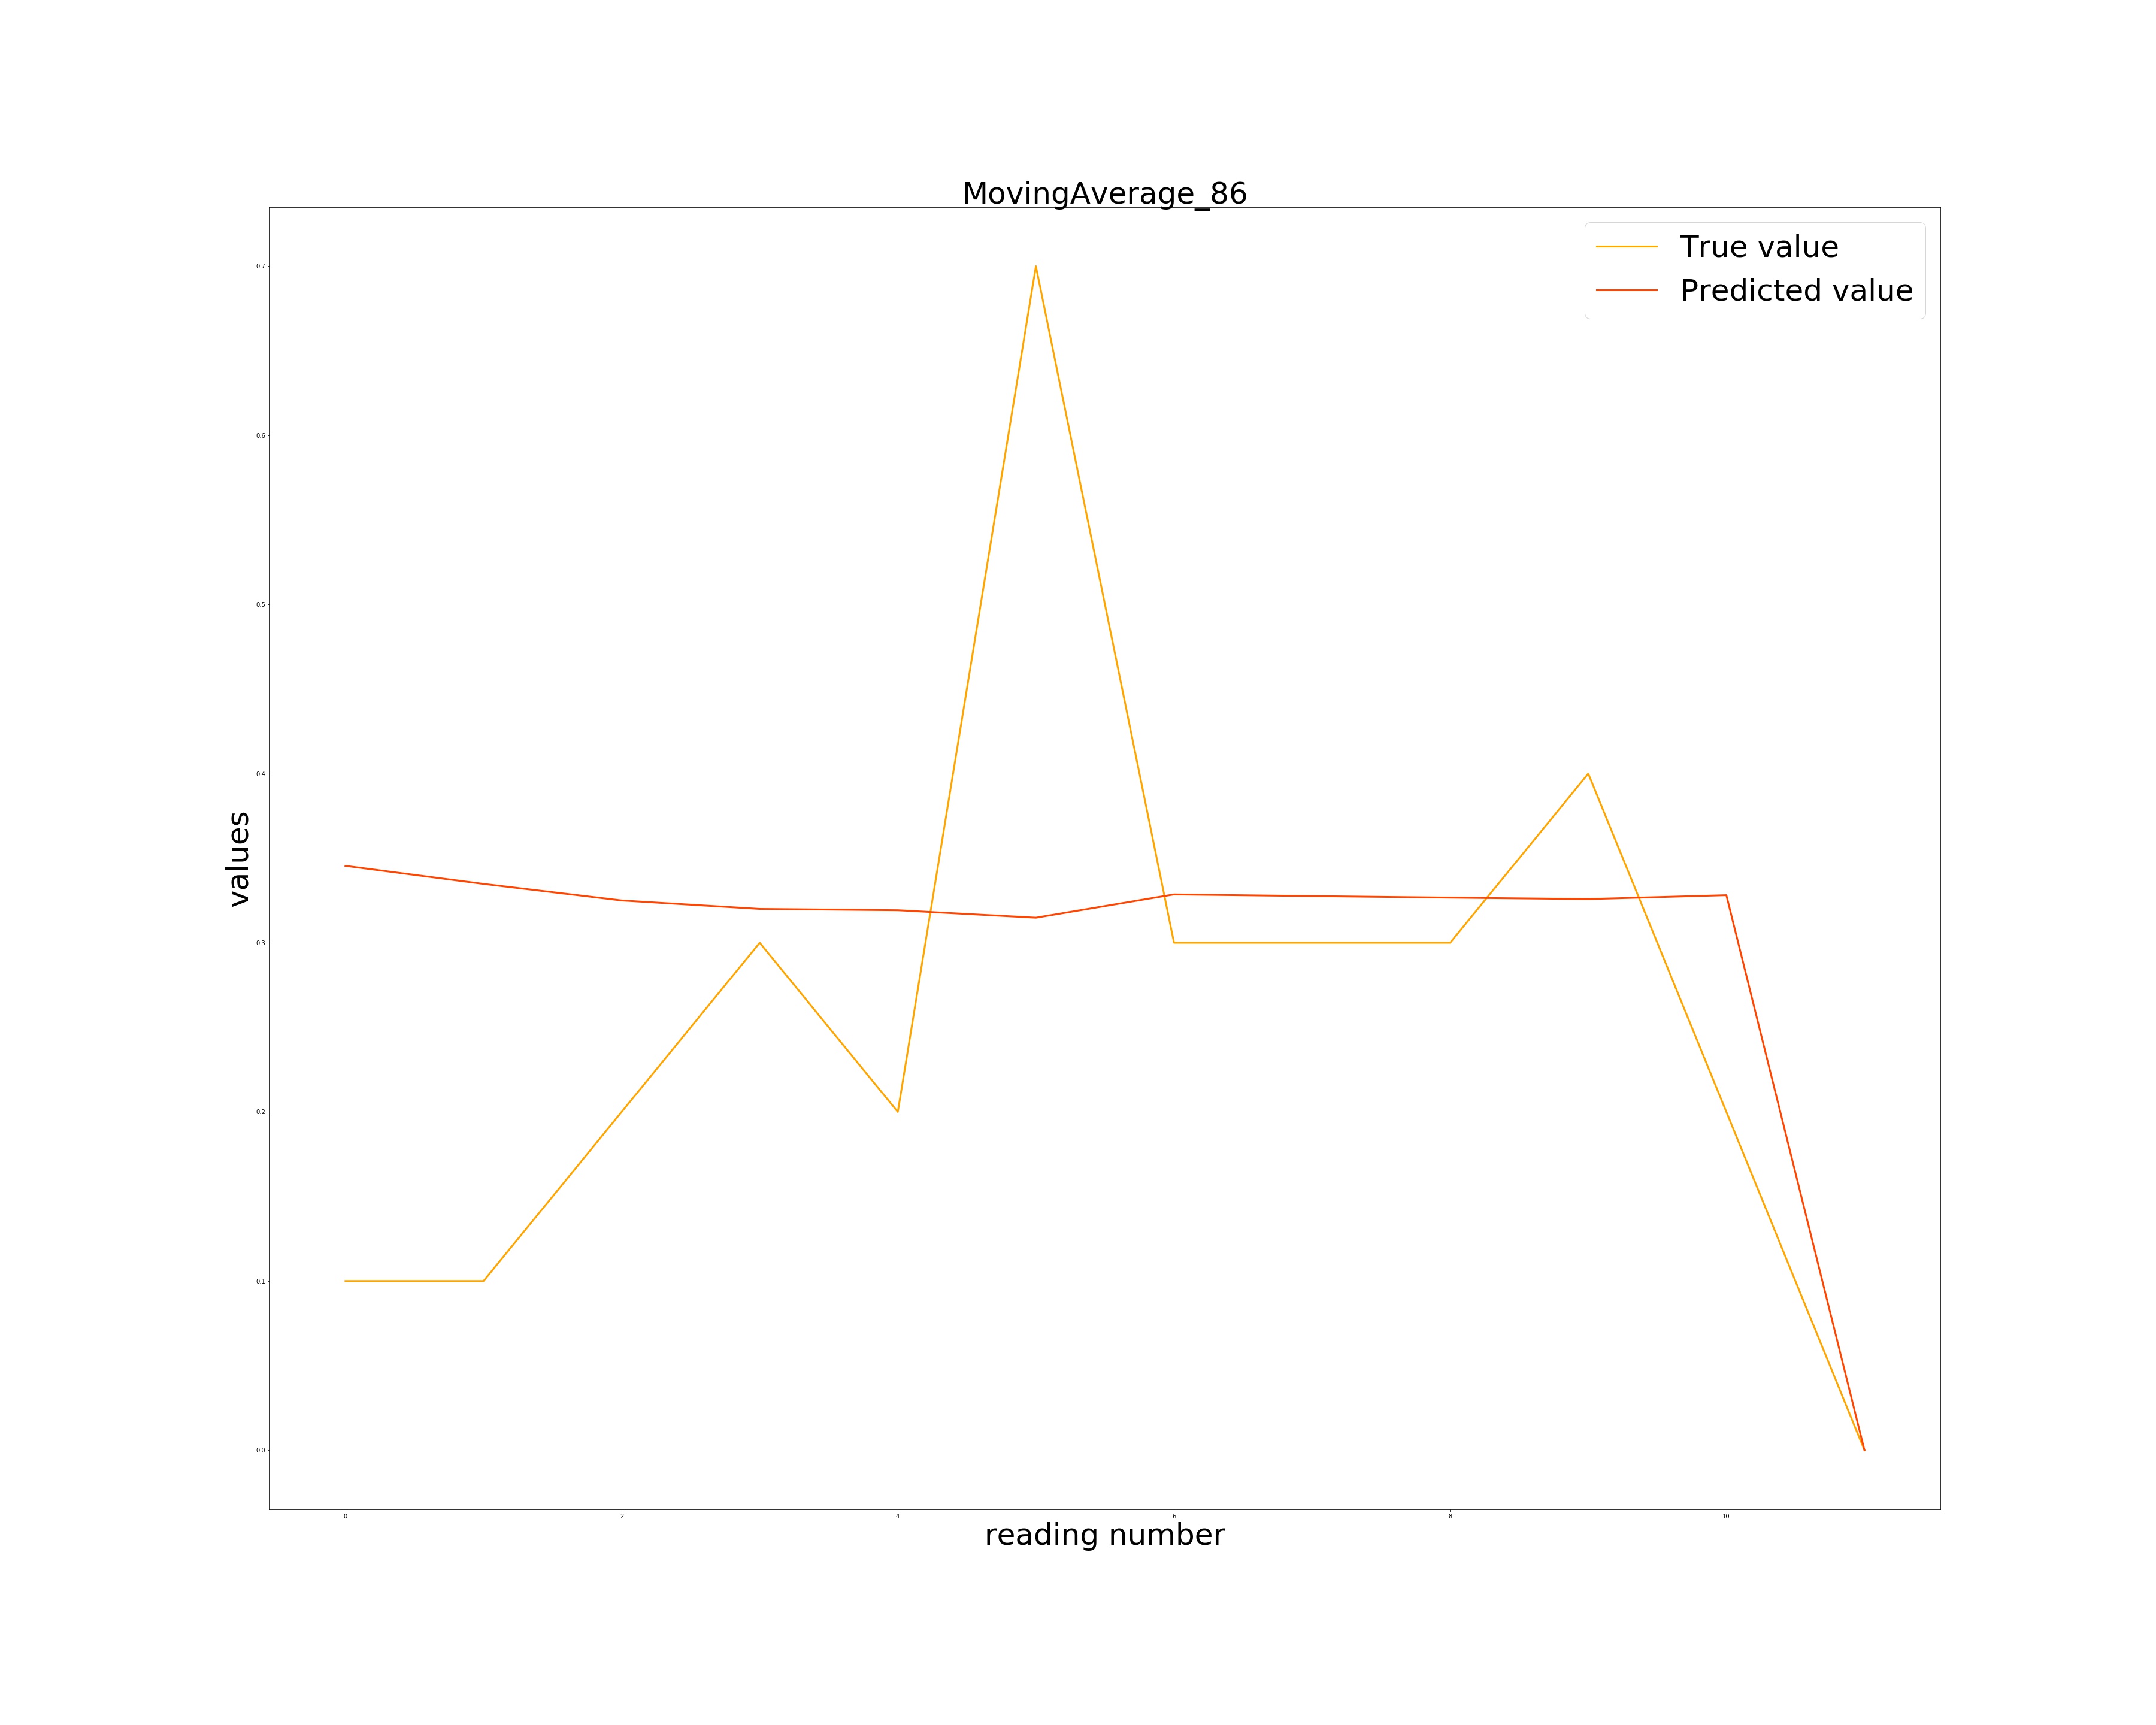 MovingAverage_86
True value
Predicted value
0.7
0.6
0.5
0.4
0.3
0.2
0.1
0.0
values
0 2 4 6 8 10
reading number